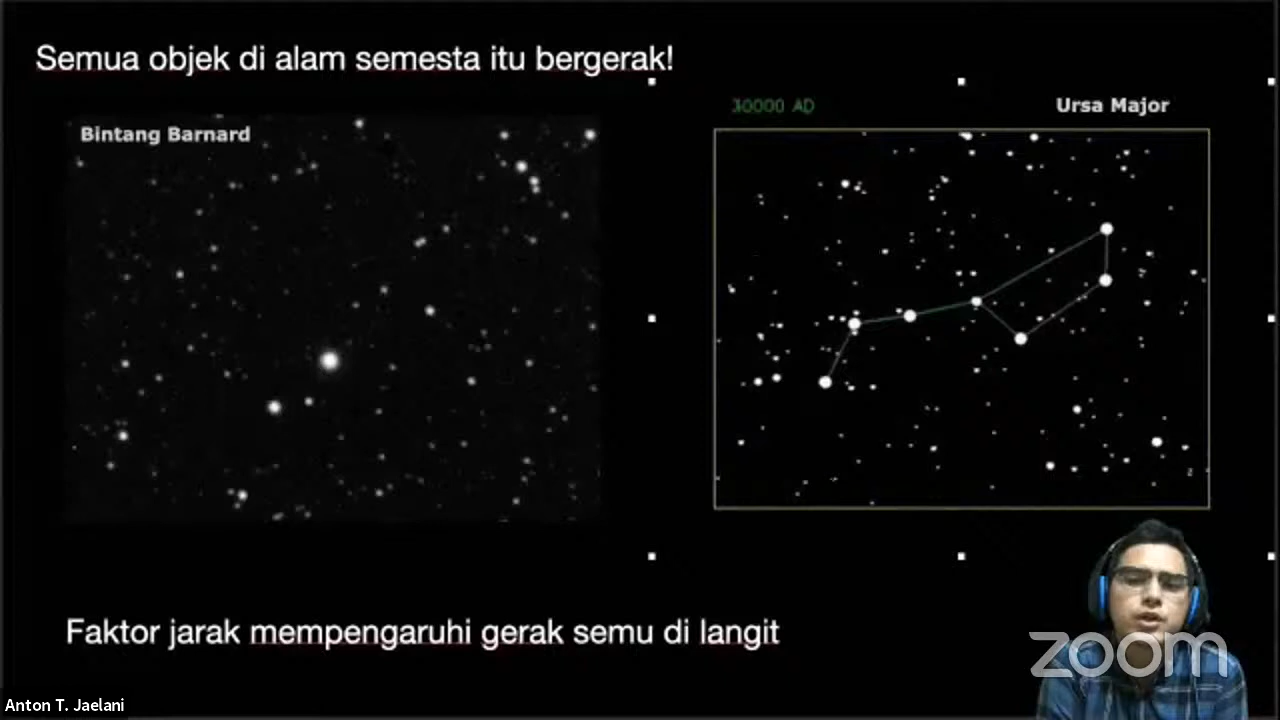 Semua objek di alam semesta itu bergerak!
Bintang Barnard
30000 AD
Ursa Major
Faktor jarak mempengaruhi gerak semu di langit
zoom
Anton T. Jaelani